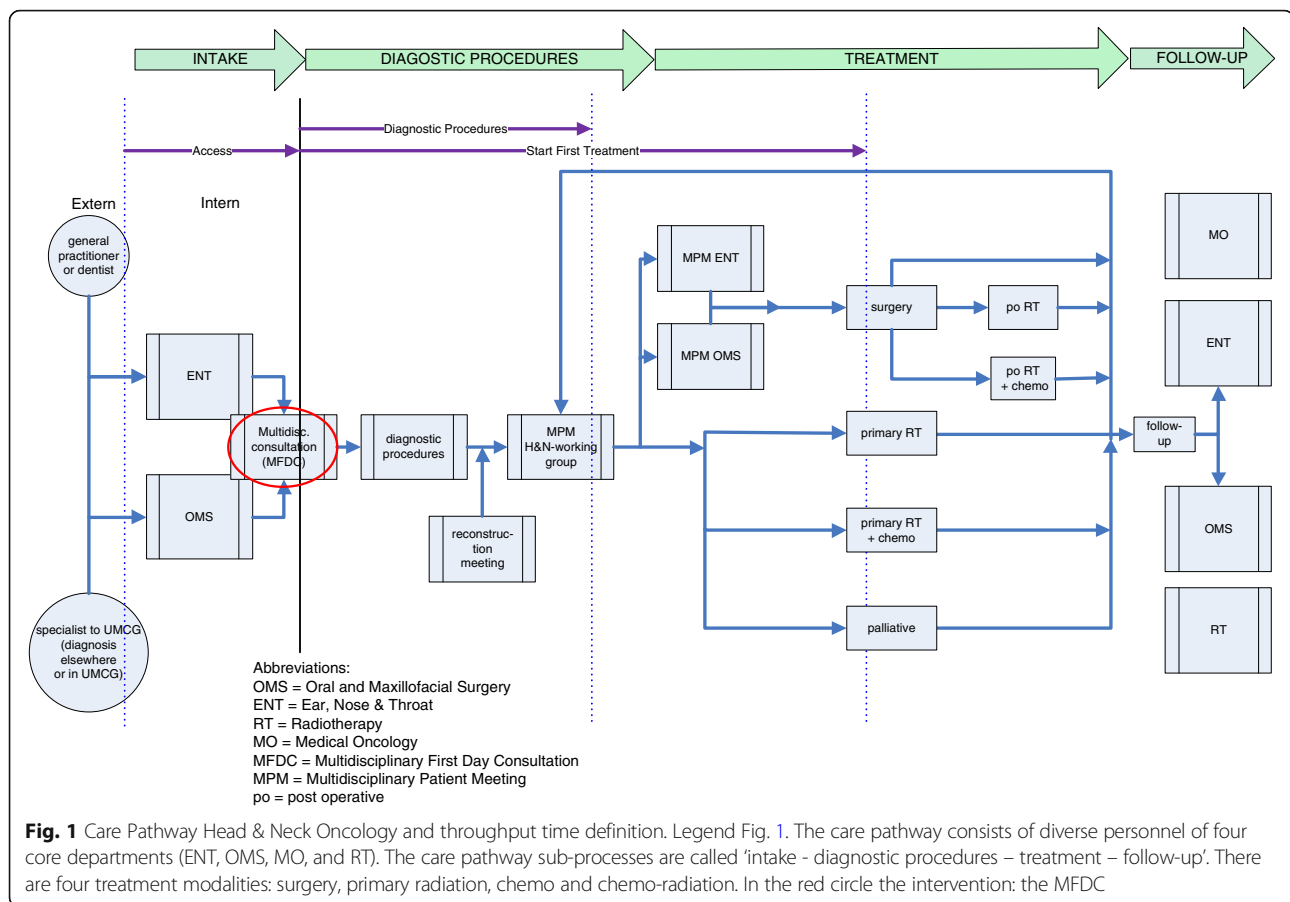 INTAKE
DIAGOSTIC PROCEDURES
TREATMENT
FOLLOW-UP
Diagnostic Procedures
Access
Start First Treatment
Extern
Intern
general
practitioner
or dentist
specialist to UMCG
(diagnosis
elsewhere
or in UMCG)
ENT
OMS
Multidisc.
consultation
(MFDC)
diagnostic
procedures
reconstruc-
tion
meeting
MPM
H&N-working
group
MPM ENT
MPM OMS
surgery
po RT
po RT
+ chemo
primary RT
primary RT
+ chemo
palliative
follow-
up
MO
ENT
OMS
RT
Abbreviations:
OMS = Oral and Maxillofacial Surgery
ENT = Ear, Nose & Throat
RT = Radiotherapy
MO = Medical Oncology
MFDC = Multidisciplinary First Day Consultation
MPM = Multidisciplinary Patient Meeting
po = post operative
Fig. 1 Care Pathway Head & Neck Oncology and throughput time definition. Legend Fig. 1. The care pathway consists of diverse personnel of four
core departments (ENT, OMS, MO, and RT). The care pathway sub-processes are called ‘intake - diagnostic procedures – treatment – follow-up’. There
are four treatment modalities: surgery, primary radiation, chemo and chemo-radiation. In the red circle the intervention: the MFDC